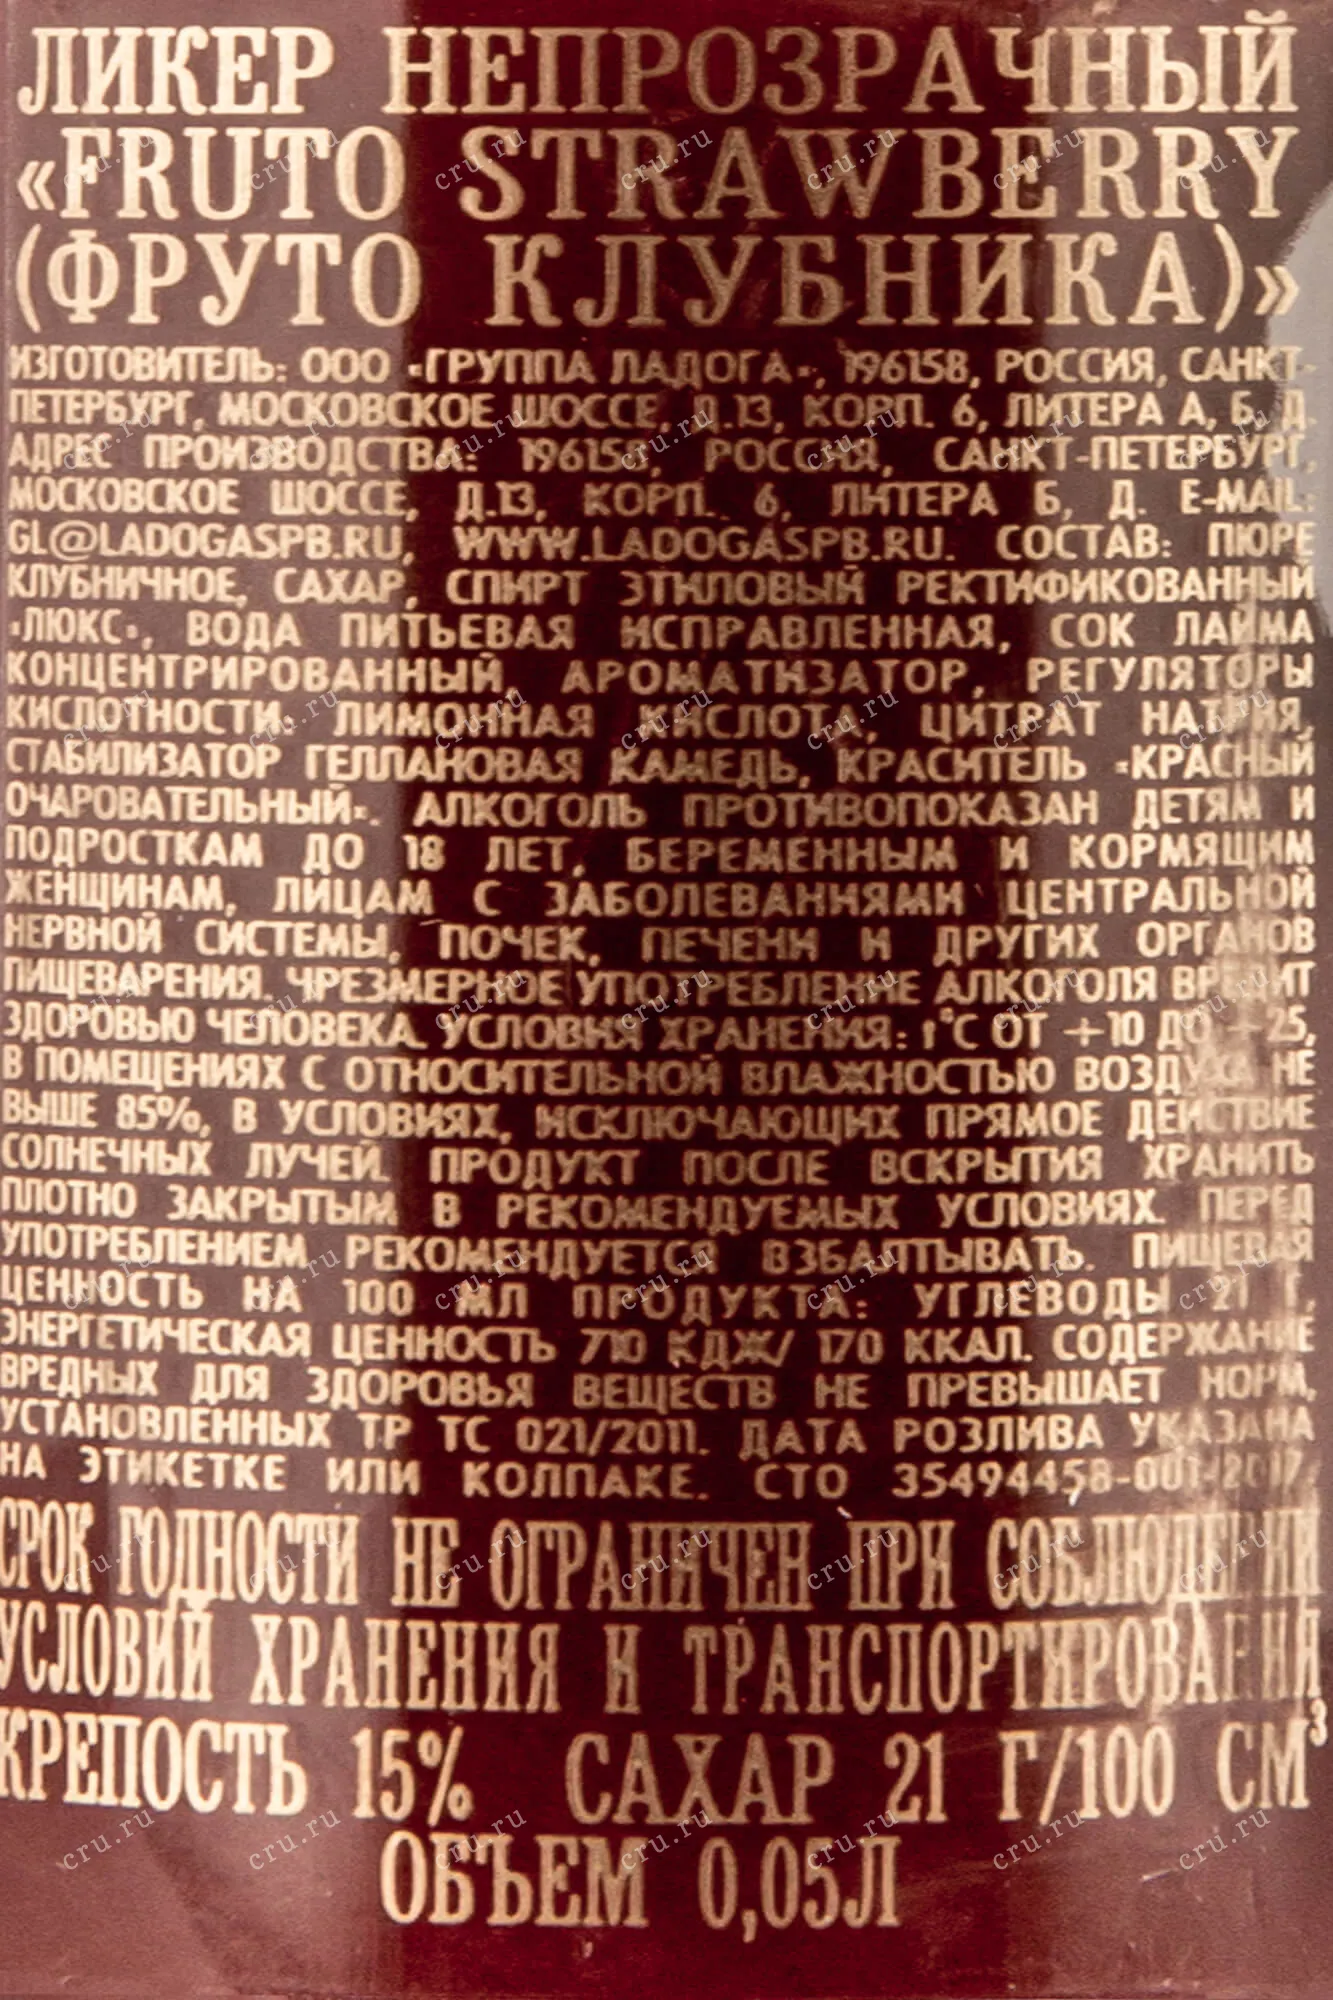 ЛИКЕР НЕПРОЗРАЧНЫЙ
«FRUTO STRAWBERRY
(ФРУТО КЛУБНИКА)»
ИЗГОТОВИТЕЛЬ: ООО «ГРУППА ЛАДОГА», 196158, РОССИЯ, САНКТ-
ПЕТЕРБУРГ, МОСКОВСКОЕ ШОССЕ, Д.13, КОРП. 6, ЛИТЕРА А, Б, Д.
АДРЕС ПРОИЗВОДСТВА: 196158, РОССИЯ, САНКТ-ПЕТЕРБУРГ,
МОСКОВСКОЕ ШОССЕ, Д.13, КОРП. 6, ЛИТЕРА Б, Д. E-MAIL:
GL@LADOGASPB.RU, WWW.LADOGASPB.RU. СОСТАВ: ПЮРЕ
КЛУБНИЧНОЕ, САХАР, СПИРТ ЭТИЛОВЫЙ РЕКТИФИКОВАННЫЙ
«ЛЮКС», ВОДА ПИТЬЕВАЯ ИСПРАВЛЕННАЯ, СОК ЛАЙМА
КОНЦЕНТРИРОВАННЫЙ, АРОМАТИЗАТОР, РЕГУЛЯТОРЫ
КИСЛОТНОСТИ: ЛИМОННАЯ КИСЛОТА, ЦИТРАТ НАТРИЯ,
СТАБИЛИЗАТОР ГЕЛЛАНОВАЯ КАМЕДЬ, КРАСИТЕЛЬ «КРАСНЫЙ
ОЧАРОВАТЕЛЬНЫЙ». АЛКОГОЛЬ ПРОТИВОПОКАЗАН ДЕТЯМ И
ПОДРОСТКАМ ДО 18 ЛЕТ, БЕРЕМЕННЫМ И КОРМЯЩИМ
ЖЕНЩИНАМ, ЛИЦАМ С ЗАБОЛЕВАНИЯМИ ЦЕНТРАЛЬНОЙ
НЕРВНОЙ СИСТЕМЫ, ПОЧЕК, ПЕЧЕНИ И ДРУГИХ ОРГАНОВ
ПИЩЕВАРЕНИЯ. ЧРЕЗМЕРНОЕ УПОТРЕБЛЕНИЕ АЛКОГОЛЯ ВРЕДИТ
ЗДОРОВЬЮ ЧЕЛОВЕКА. УСЛОВИЯ ХРАНЕНИЯ: t°C ОТ +10 ДО +25,
В ПОМЕЩЕНИЯХ С ОТНОСИТЕЛЬНОЙ ВЛАЖНОСТЬЮ ВОЗДУХА НЕ
ВЫШЕ 85%, В УСЛОВИЯХ, ИСКЛЮЧАЮЩИХ ПРЯМОЕ ДЕЙСТВИЕ
СОЛНЕЧНЫХ ЛУЧЕЙ. ПРОДУКТ ПОСЛЕ ВСКРЫТИЯ ХРАНИТЬ
ПЛОТНО ЗАКРЫТЫМ В РЕКОМЕНДУЕМЫХ УСЛОВИЯХ. ПЕРЕД
УПОТРЕБЛЕНИЕМ РЕКОМЕНДУЕТСЯ ВЗБАЛТЫВАТЬ. ПИЩЕВАЯ
ЦЕННОСТЬ НА 100 МЛ ПРОДУКТА: УГЛЕВОДЫ 21 Г.
ЭНЕРГЕТИЧЕСКАЯ ЦЕННОСТЬ 710 КДЖ/ 170 ККАЛ. СОДЕРЖАНИЕ
ВРЕДНЫХ ДЛЯ ЗДОРОВЬЯ ВЕЩЕСТВ НЕ ПРЕВЫШАЕТ НОРМ,
УСТАНОВЛЕННЫХ ТР ТС 021/2011. ДАТА РОЗЛИВА УКАЗАНА
НА ЭТИКЕТКЕ ИЛИ КОЛПАКЕ. СТО 35494458-001-2017.
СРОК ГОДНОСТИ НЕ ОГРАНИЧЕН ПРИ СОБЛЮДЕНИИ
УСЛОВИЙ ХРАНЕНИЯ И ТРАНСПОРТИРОВАНИЯ
КРЕПОСТЬ 15% САХАР 21 Г/100 СМ³
ОБЪЕМ 0,05Л